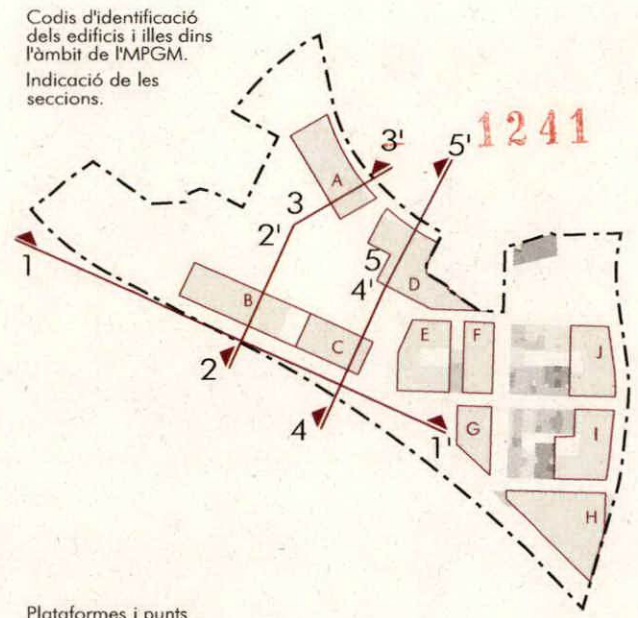 Codis d'identificació
dels edificis i illes dins
l'àmbit de l'MPGM.
Indicació de les
seccions.
1241
3'
5'
A
3
2'
1
5
4'
D
B
E
F
C
J
2
4
1'
G
I
H
Plataformes i punts